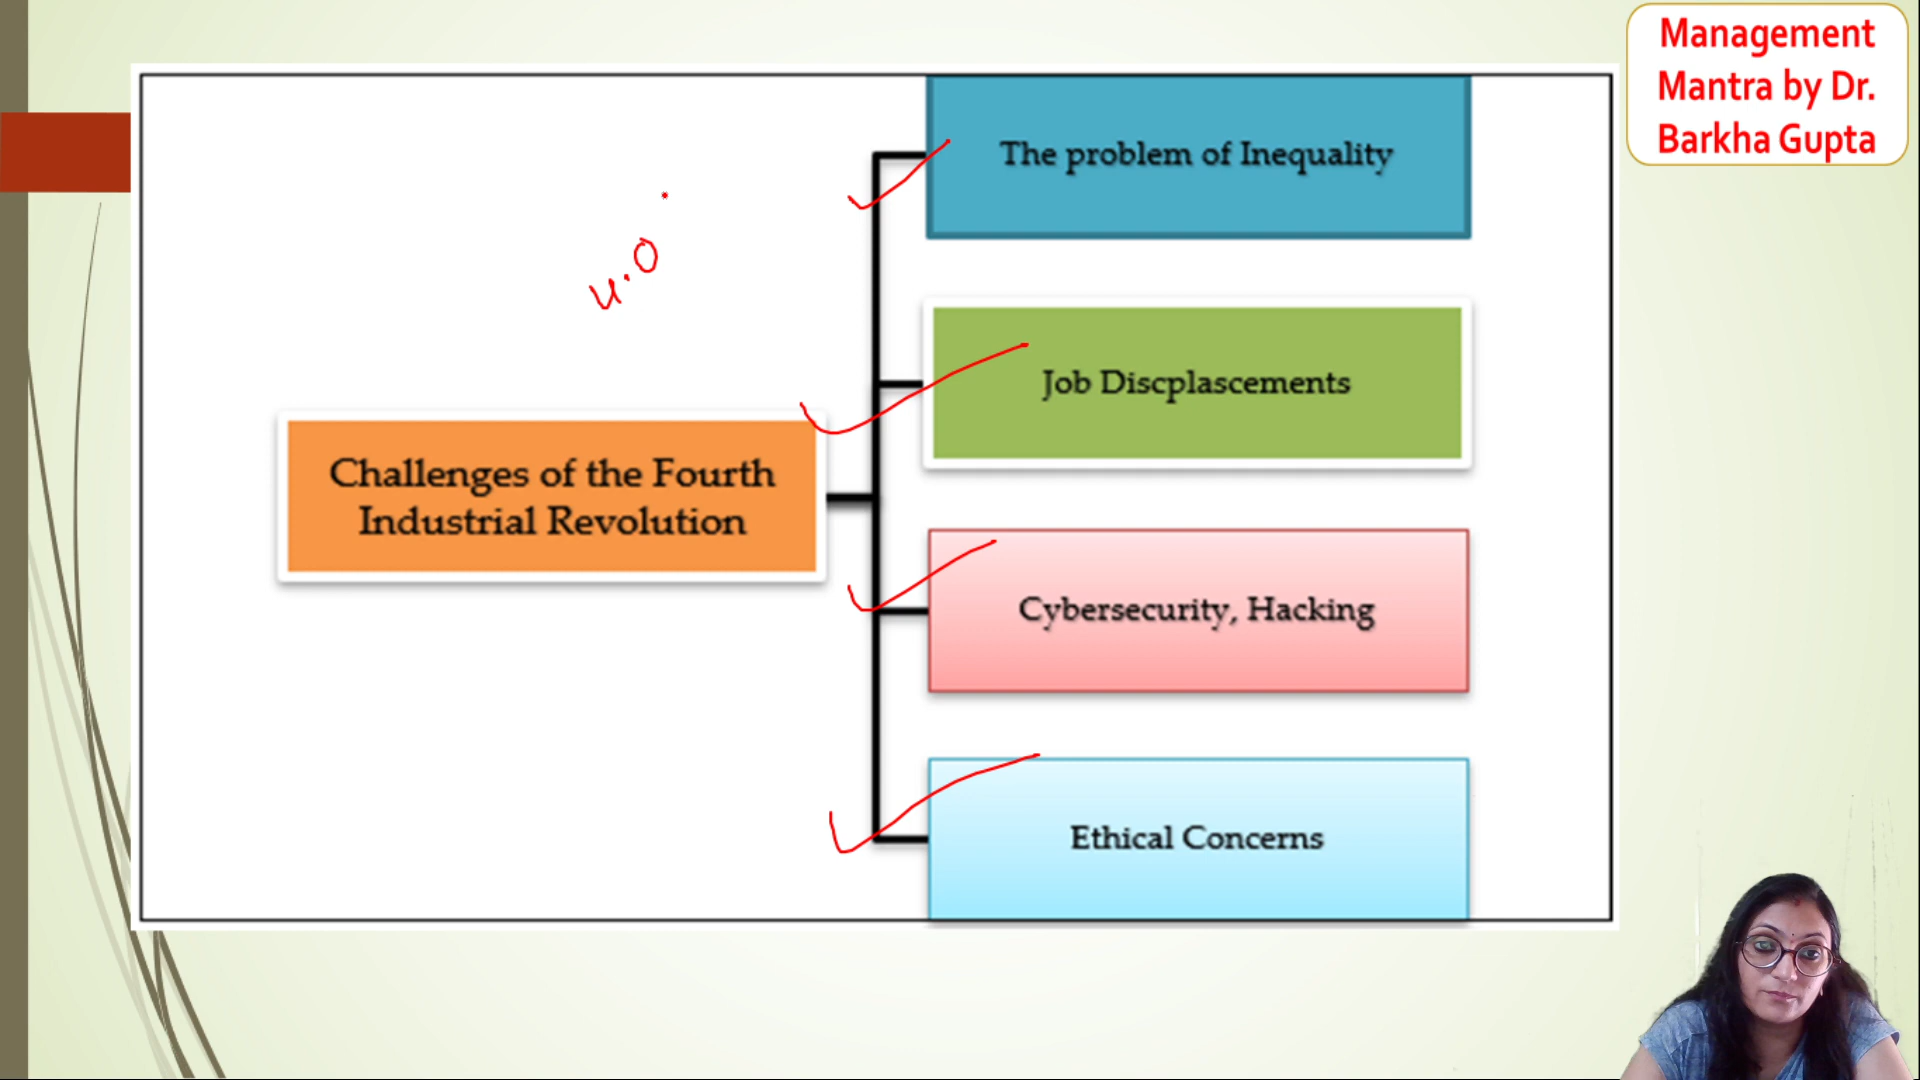 Management
Mantra by Dr.
Barkha Gupta
The problem of Inequality
4.0
Job Discplascements
Challenges of the Fourth
Industrial Revolution
Cybersecurity, Hacking
Ethical Concerns